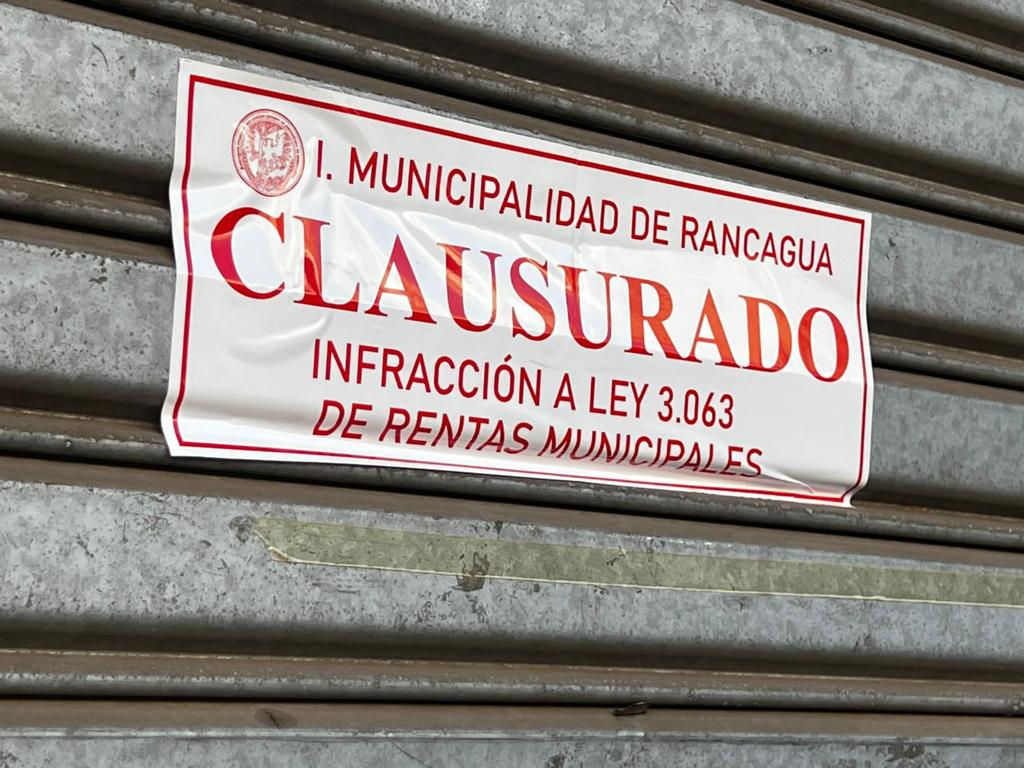 I. MUNICIPALIDAD DE RANCAGUA
CLAUSURADO
INFRACCIÓN A LEY 3.063
DE RENTAS MUNICIPALES